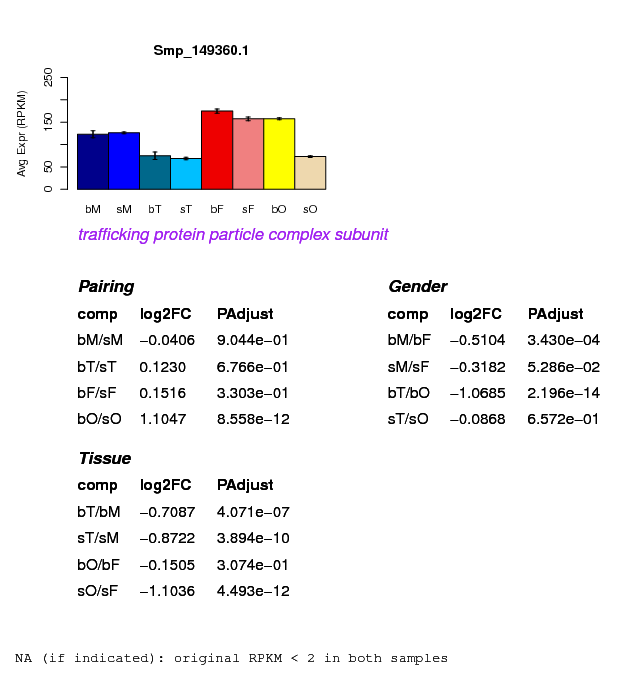 Smp_149360.1
Avg Expr (RPKM)
250
150
50
0
bM sM bT sT bF sF bO sO
trafficking protein particle complex subunit
Pairing
comp log2FC PAdjust
bM/sM −0.0406 9.044e−01
bT/sT 0.1230 6.766e−01
bF/sF 0.1516 3.303e−01
bO/sO 1.1047 8.558e−12
Gender
comp log2FC PAdjust
bM/bF −0.5104 3.430e−04
sM/sF −0.3182 5.286e−02
bT/bO −1.0685 2.196e−14
sT/sO −0.0868 6.572e−01
Tissue
comp log2FC PAdjust
bT/bM −0.7087 4.071e−07
sT/sM −0.8722 3.894e−10
bO/bF −0.1505 3.074e−01
sO/sF −1.1036 4.493e−12
NA (if indicated): original RPKM < 2 in both samples